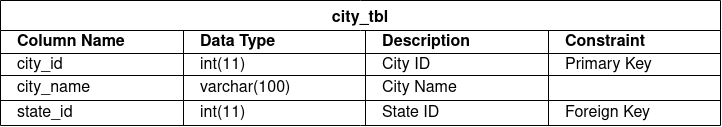 city_tbl
Column Name Data Type Description Constraint
city_id int(11) City ID Primary Key
city_name varchar(100) City Name
state_id int(11) State ID Foreign Key